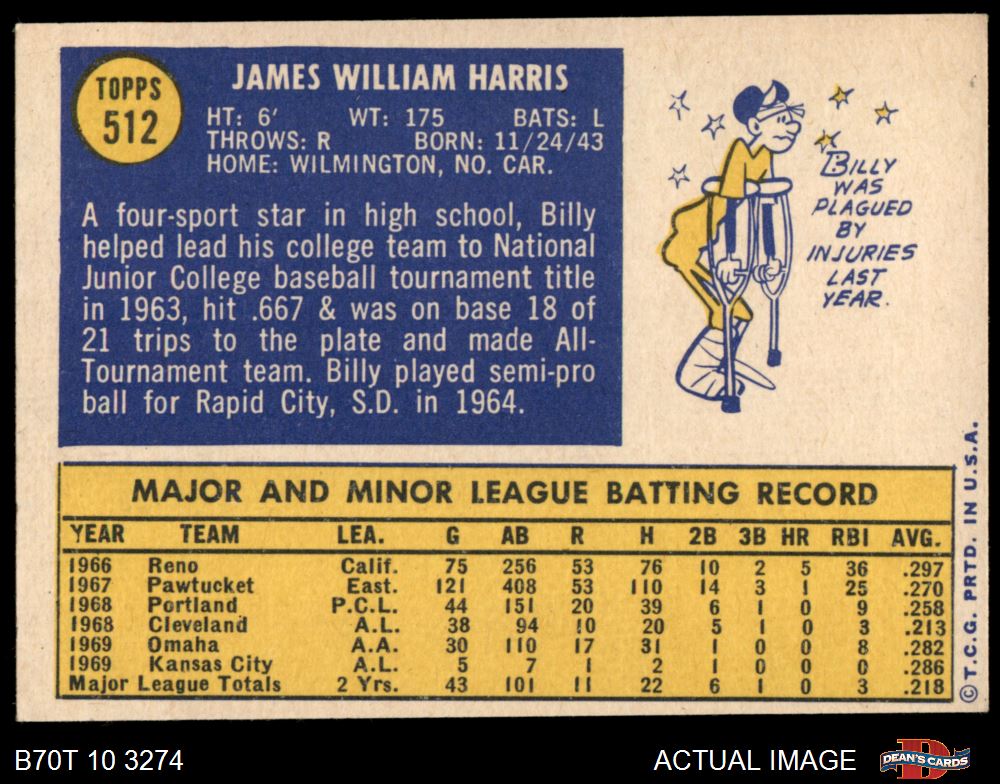 TOPPS
512
JAMES WILLIAM HARRIS
HT: 6' WT: 175 BATS: L
THROWS: R BORN: 11/24/43
HOME: WILMINGTON, NO. CAR.
A four-sport star in high school, Billy
helped lead his college team to National
Junior College baseball tournament title
in 1963, hit .667 & was on base 18 of
21 trips to the plate and made All-
Tournament team. Billy played semi-pro
ball for Rapid City, S.D. in 1964.
BILLY
WAS
PLAGUED
BY
INJURIES
LAST
YEAR.
MAJOR AND MINOR LEAGUE BATTING RECORD
YEAR TEAM LEA. G AB R H 2B 3B HR RBI AVG.
1966 Reno Calif. 75 256 53 76 10 2 5 36 .297
1967 Pawtucket East. 121 408 53 110 14 3 1 25 .270
1968 Portland P.C.L. 44 151 20 39 6 1 0 9 .258
1968 Cleveland A.L. 38 94 10 20 5 1 0 3 .213
1969 Omaha A.A. 30 110 17 31 1 0 0 8 .282
1969 Kansas City A.L. 5 7 1 2 1 0 0 0 .286
Major League Totals 2 Yrs. 43 101 11 22 6 1 0 3 .218
© T.C.G. PRTD. IN U.S.A.
B70T 10 3274
ACTUAL IMAGE
DEAN'S CARDS